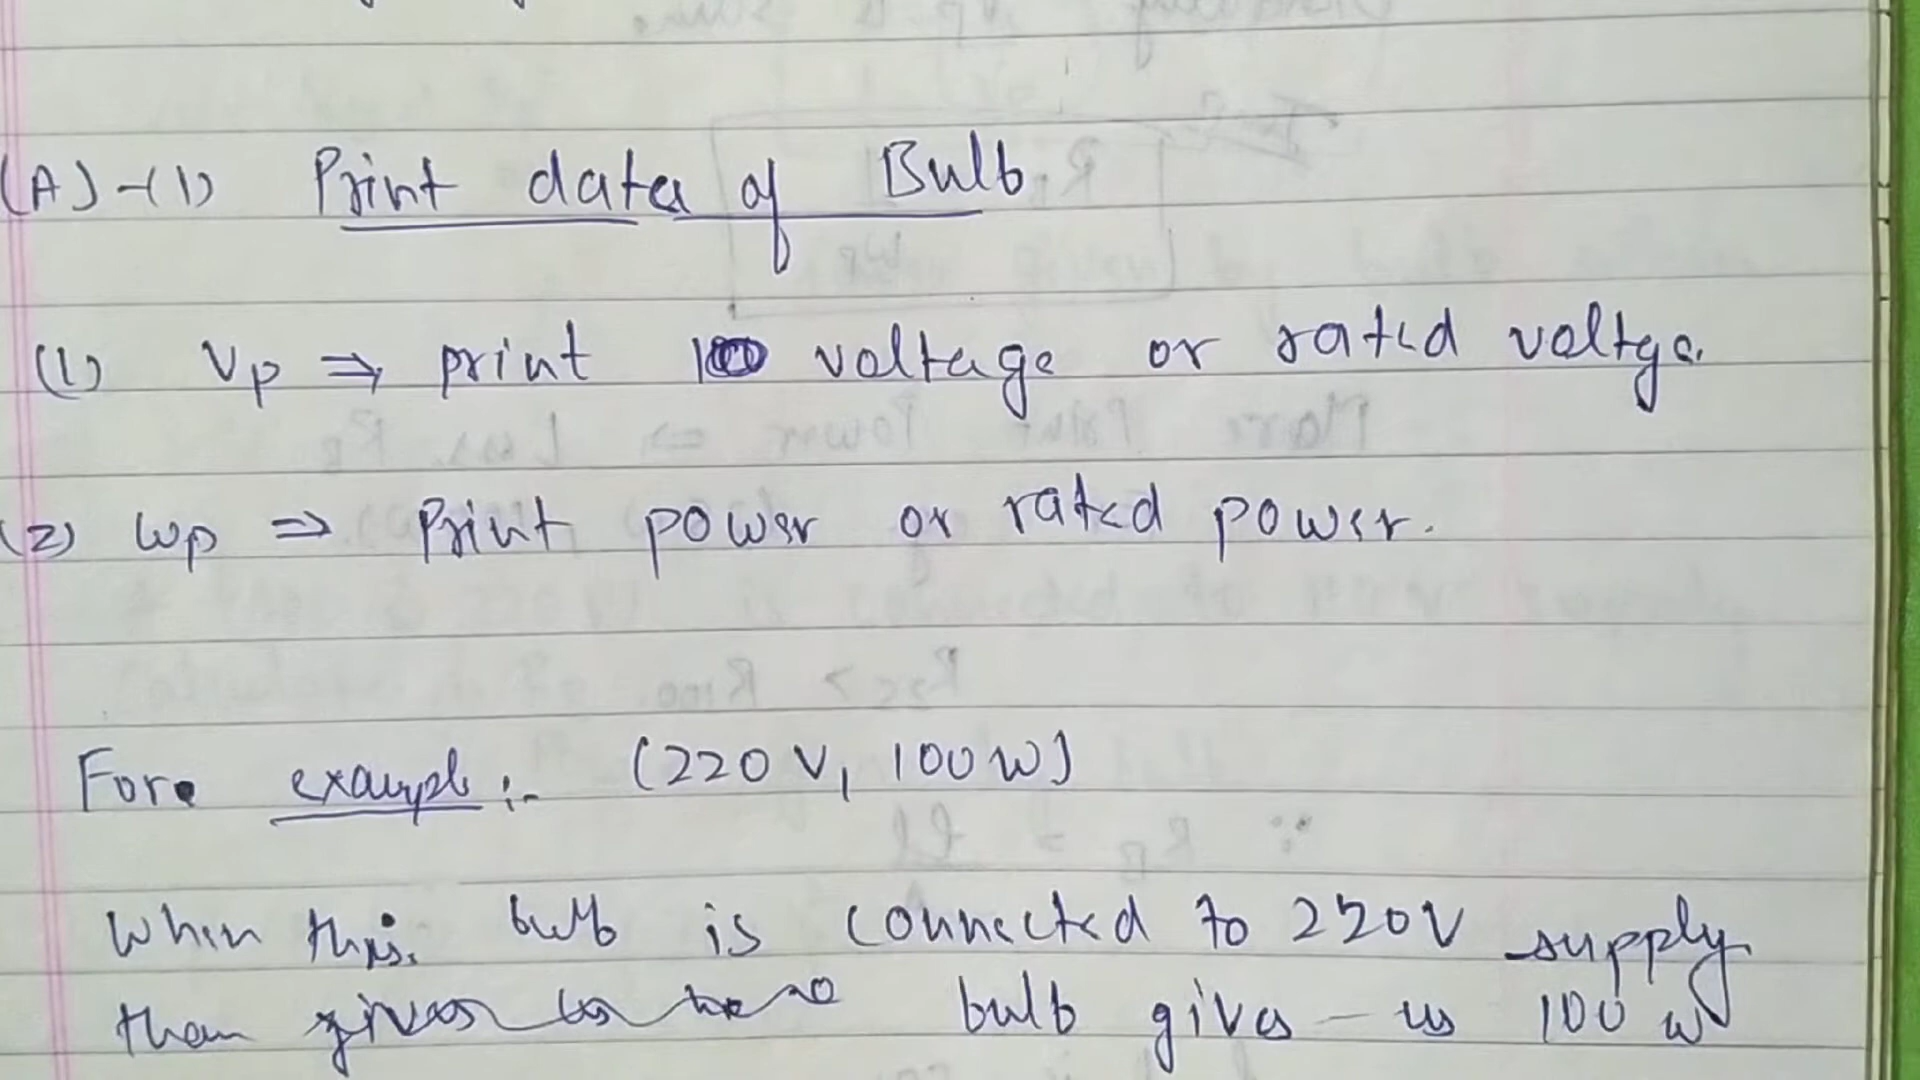 (A)-(1) Print data of Bulb
(1) Vp ⇒ print voltage or rated voltge.
(2) Wp ⇒ Print power or rated power.
Fore example :- (220 V, 100 W)
When this. bulb is connected to 220V supply
then bulb gives us 100 W